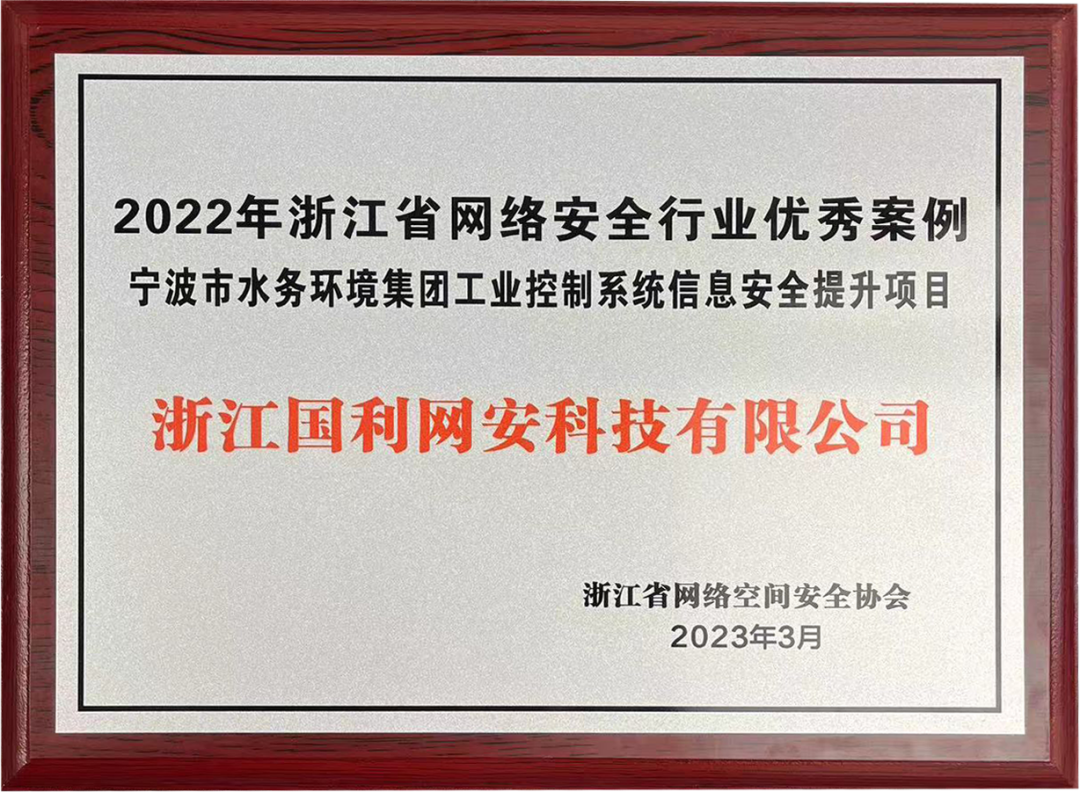 2022年浙江省网络安全行业优秀案例
宁波市水务环境集团工业控制系统信息安全提升项目
浙江国利网安科技有限公司
浙江省网络空间安全协会
2023年3月